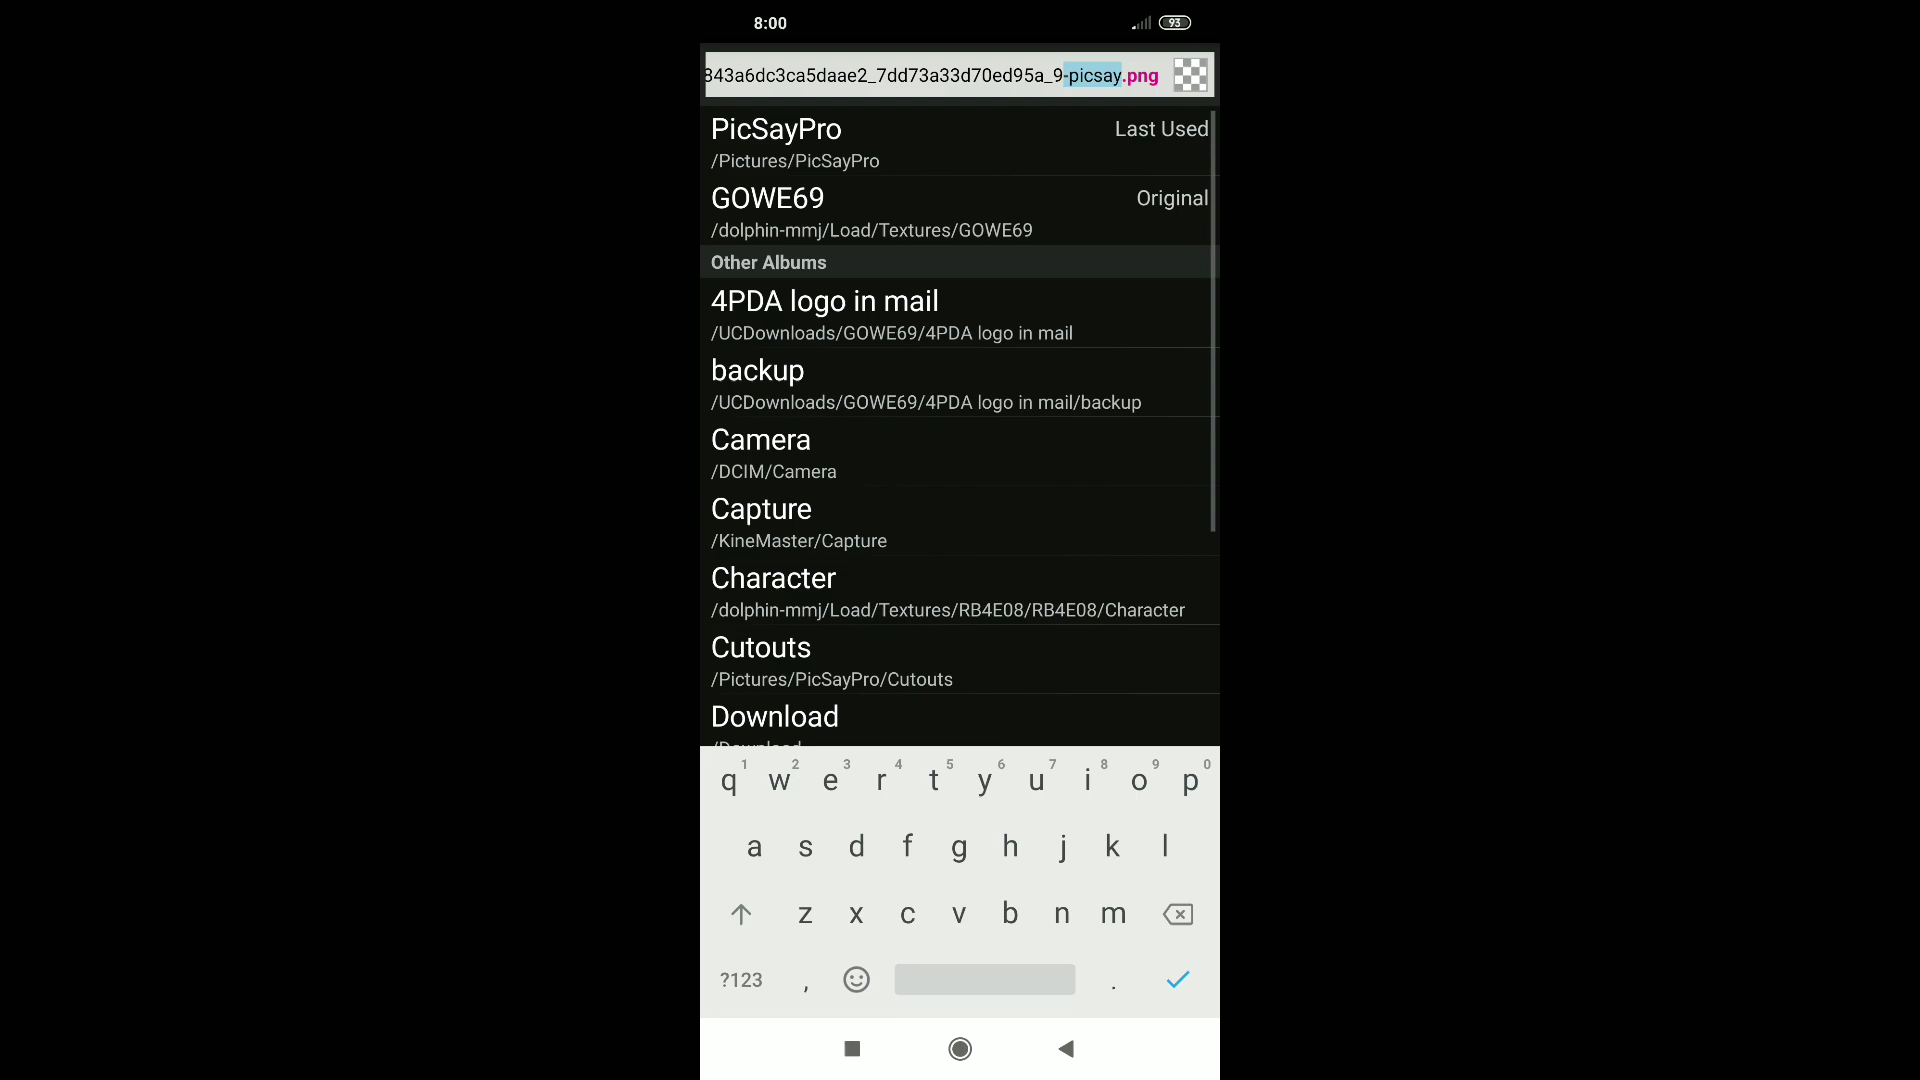 8:00
93
843a6dc3ca5daae2_7dd73a33d70ed95a_9-picsay.png
PicSayPro
Last Used
/Pictures/PicSayPro
GOWE69
Original
/dolphin-mmj/Load/Textures/GOWE69
Other Albums
4PDA logo in mail
/UCDownloads/GOWE69/4PDA logo in mail
backup
/UCDownloads/GOWE69/4PDA logo in mail/backup
Camera
/DCIM/Camera
Capture
/KineMaster/Capture
Character
/dolphin-mmj/Load/Textures/RB4E08/RB4E08/Character
Cutouts
/Pictures/PicSayPro/Cutouts
Download
/Download
1 2 3 4 5 6 7 8 9 0
q w e r t y u i o p
a s d f g h j k l
z x c v b n m
?123 , .